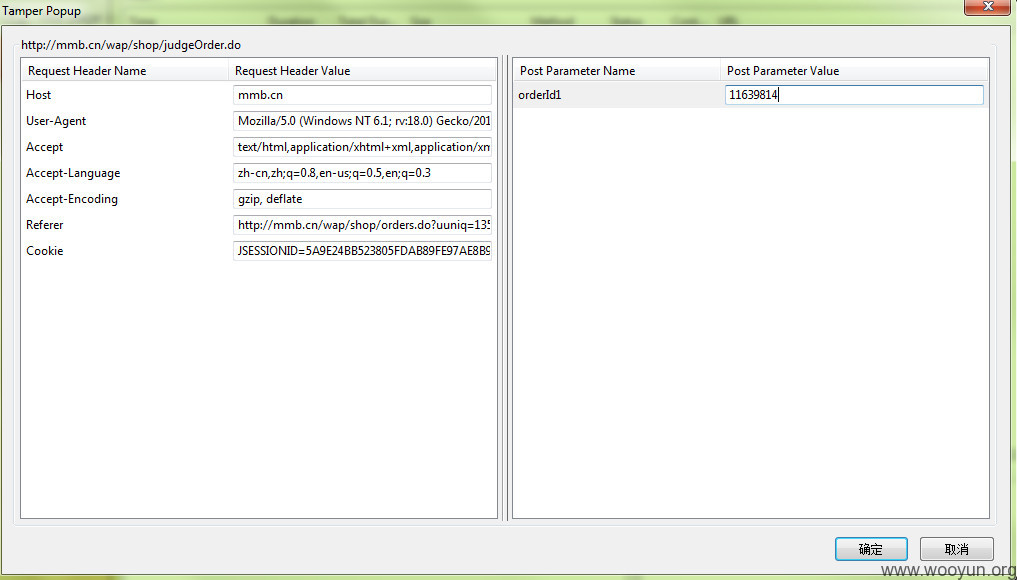 Tamper Popup
http://mmb.cn/wap/shop/judgeOrder.do
Request Header Name Request Header Value
Host mmb.cn
User-Agent Mozilla/5.0 (Windows NT 6.1; rv:18.0) Gecko/201
Accept text/html,application/xhtml+xml,application/xm
Accept-Language zh-cn,zh;q=0.8,en-us;q=0.5,en;q=0.3
Accept-Encoding gzip, deflate
Referer http://mmb.cn/wap/shop/orders.do?uuniq=135
Cookie JSESSIONID=5A9E24BB523805FDAB89FE97AE8B9
Post Parameter Name Post Parameter Value
orderId1 11639814
确定 取消
www.wooyun.org